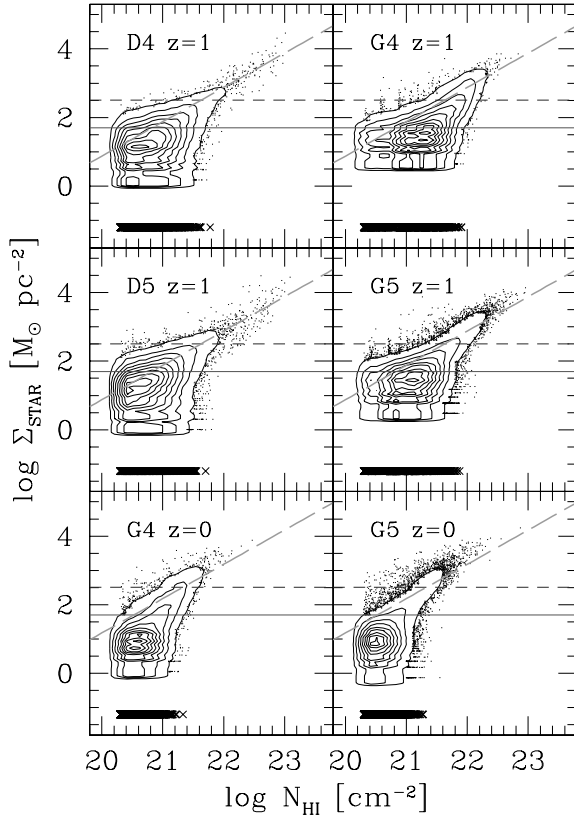 D4 z=1
G4 z=1
4
2
0
D5 z=1
G5 z=1
4
2
0
G4 z=0
G5 z=0
4
2
0
20 21 22 23 20 21 22 23
log N_HI [cm⁻²]
log Σ_STAR [M_⊙ pc⁻²]